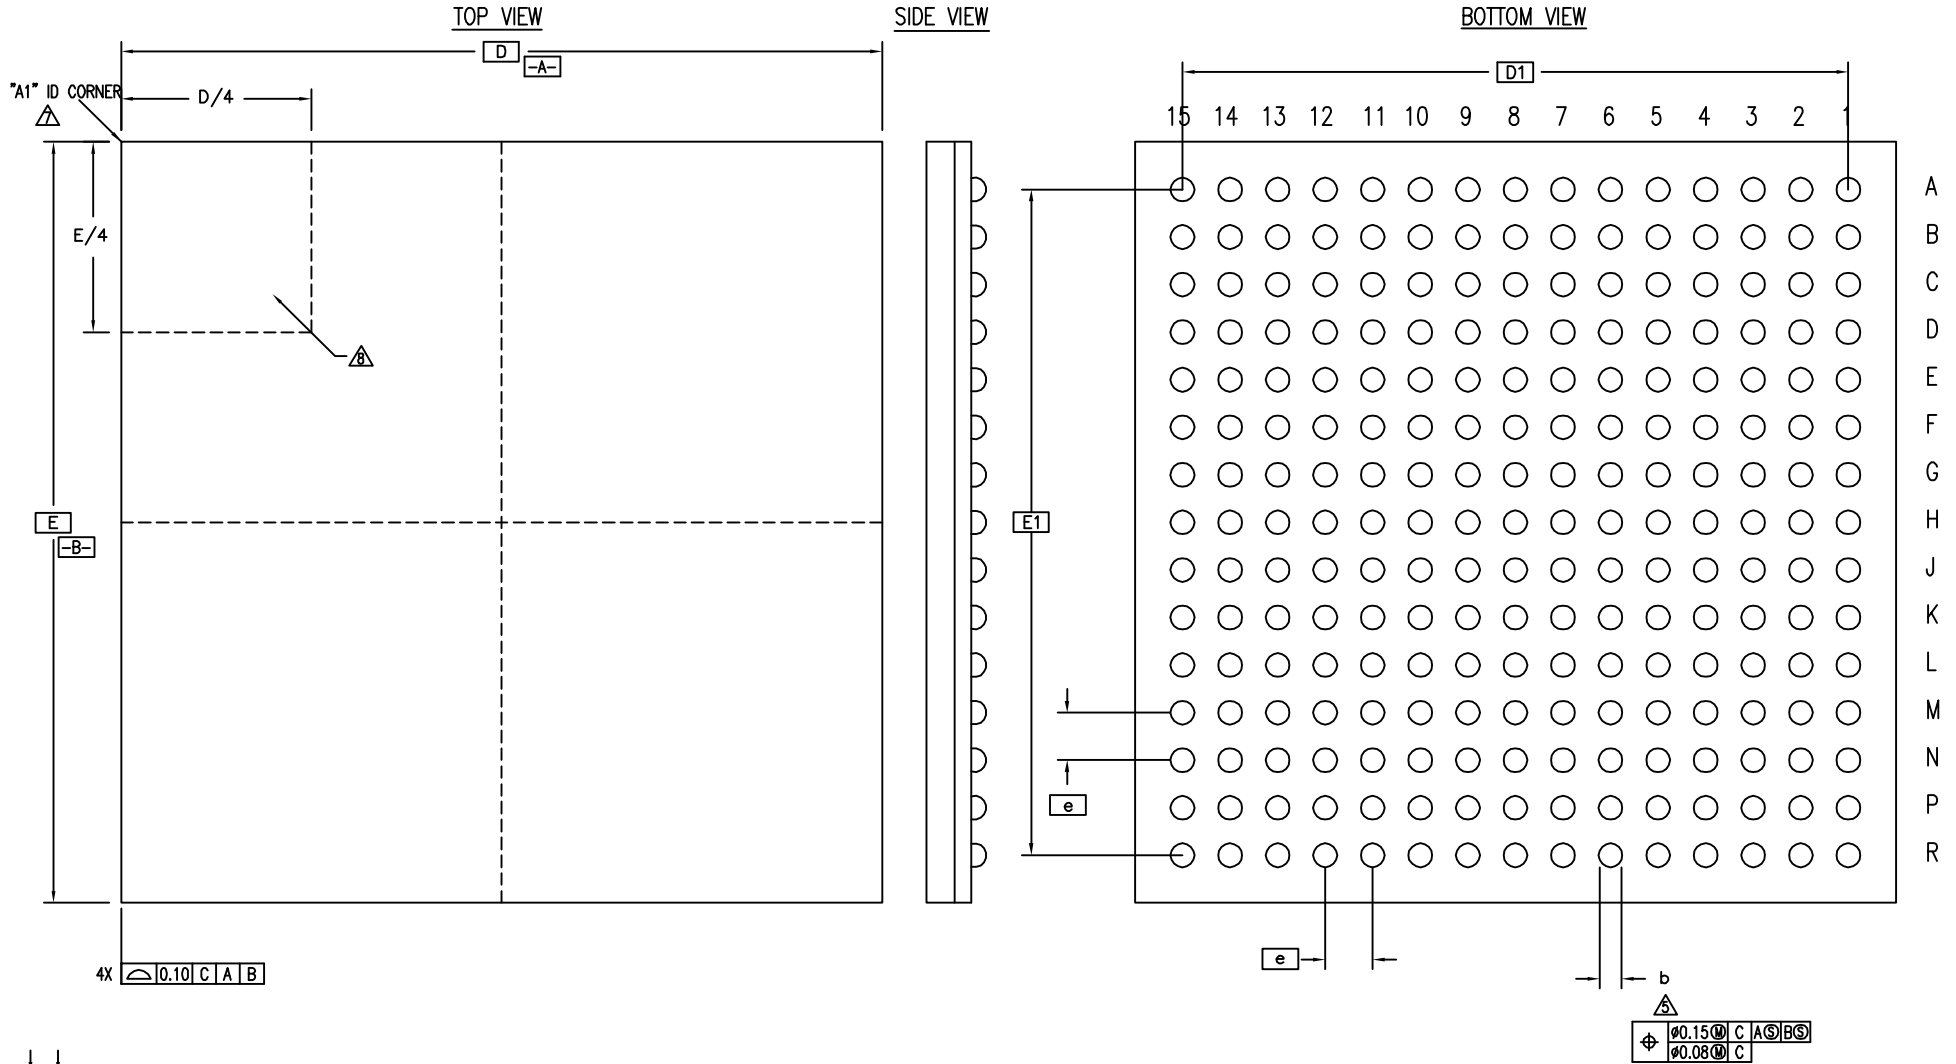 TOP VIEW
SIDE VIEW
BOTTOM VIEW
D
-A-
D1
"A1" ID CORNER
7
D/4
15 14 13 12 11 10 9 8 7 6 5 4 3 2 1
A
B
E/4
C
D
8
E
F
G
E
-B-
E1
H
J
K
L
M
N
e
P
R
e
4X ⌓ 0.10 C A B
b
5
⌖ ⌀0.15Ⓜ C AⓈ BⓈ
⌀0.08Ⓜ C